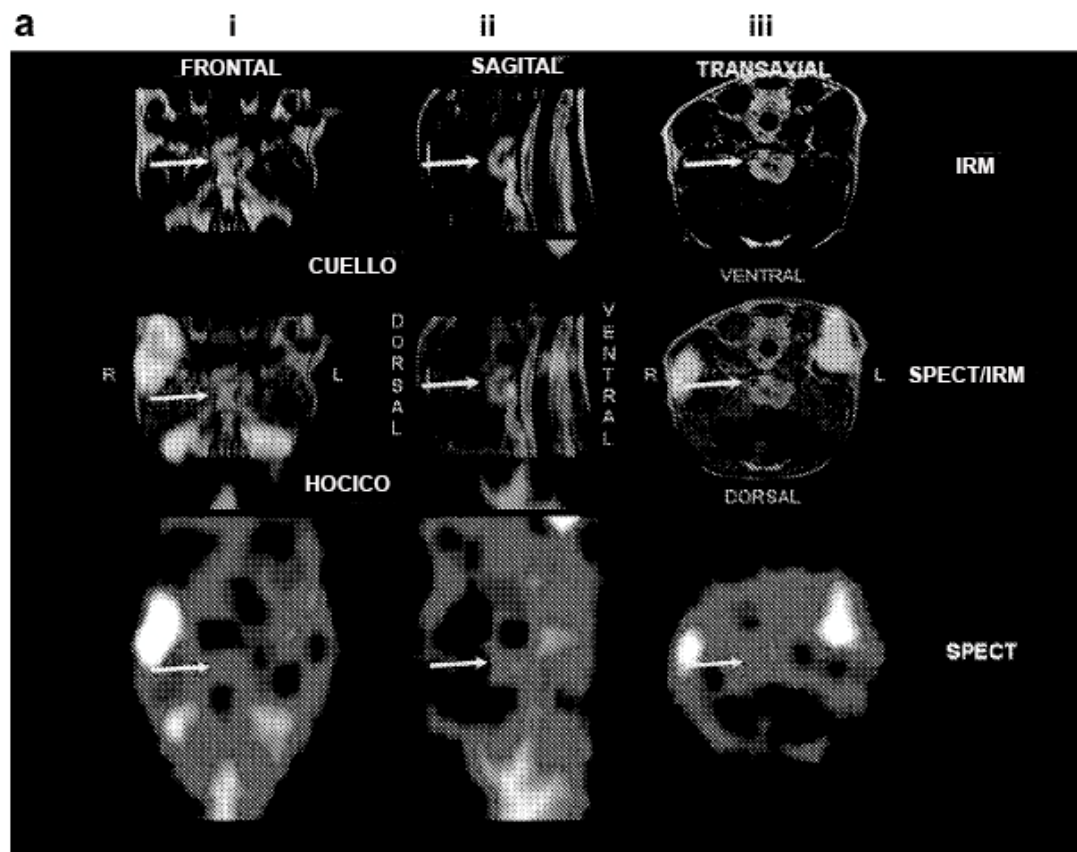 a
i ii iii
FRONTAL SAGITAL TRANSAXIAL
IRM
CUELLO
VENTRAL
R L
DORSAL
VENTRAL
R L
SPECT/IRM
HOCICO
DORSAL
SPECT